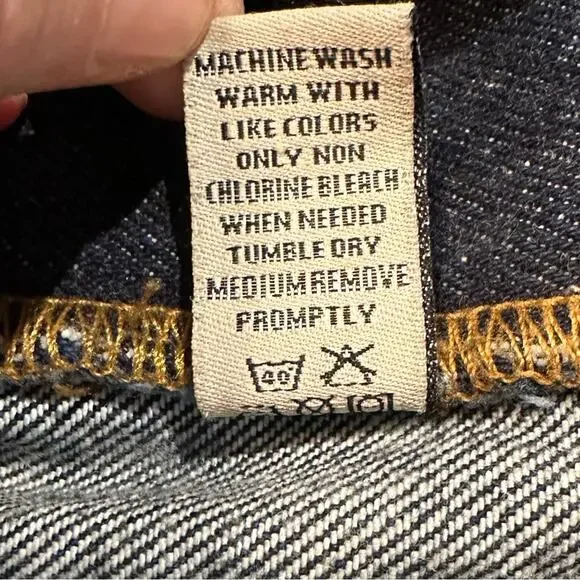 MACHINE WASH
WARM WITH
LIKE COLORS
ONLY NON
CHLORINE BLEACH
WHEN NEEDED
TUMBLE DRY
MEDIUM REMOVE
PROMPTLY
40